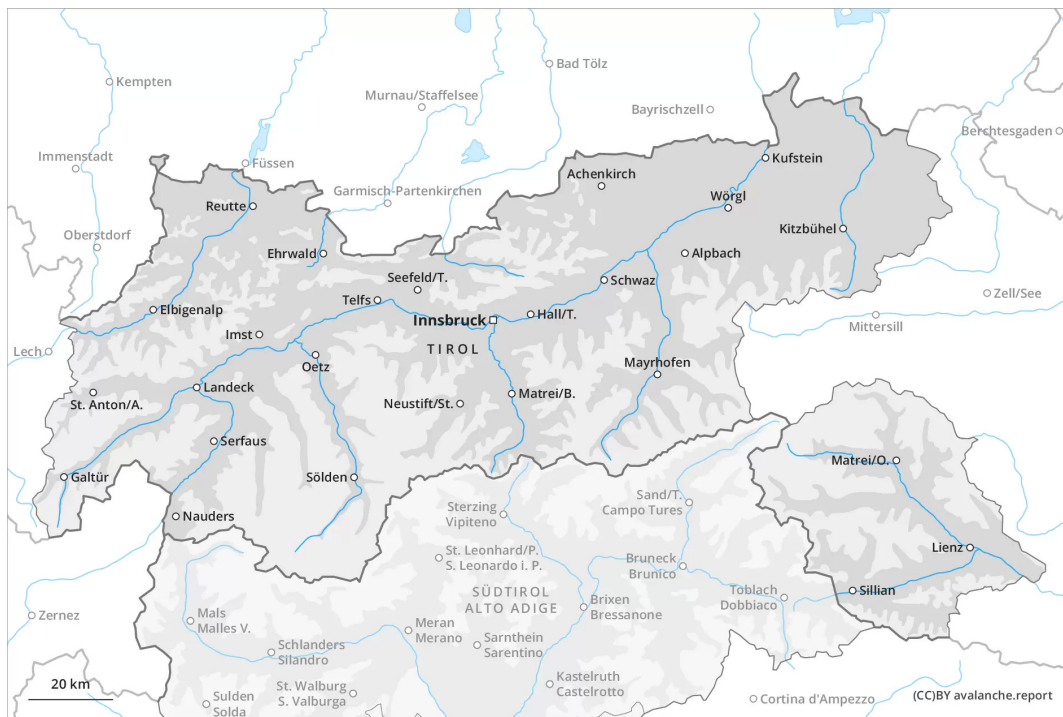 Kempten
Bad Tölz
Murnau/Staffelsee
Bayrischzell
Berchtesgaden
Immenstadt
Füssen
Kufstein
Achenkirch
Garmisch-Partenkirchen
Reutte
Wörgl
Oberstdorf
Kitzbühel
Ehrwald
Alpbach
Seefeld/T.
Schwaz
Zell/See
Telfs
Elbigenalp
Hall/T.
Innsbruck
Mittersill
Imst
TIROL
Lech
Oetz
Mayrhofen
Landeck
St. Anton/A.
Neustift/St.
Matrei/B.
Serfaus
Matrei/O.
Galtür
Sölden
Sand/T.
Campo Tures
Sterzing
Vipiteno
Nauders
Lienz
St. Leonhard/P.
S. Leonardo i. P.
Bruneck
Brunico
SÜDTIROL
ALTO ADIGE
Toblach
Dobbiaco
Sillian
Brixen
Bressanone
Zernez
Mals
Malles V.
Meran
Merano
Sarnthein
Sarentino
Schlanders
Silandro
Kastelruth
Castelrotto
20 km
St. Walburg
S. Valburga
Sulden
Solda
Cortina d'Ampezzo
(CC)BY avalanche.report